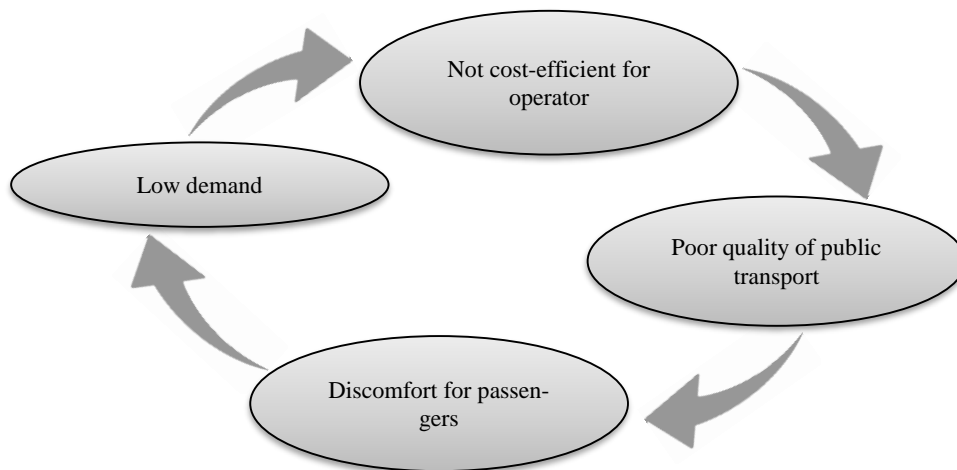 Not cost-efficient for
operator
Low demand
Poor quality of public
transport
Discomfort for passen-
gers